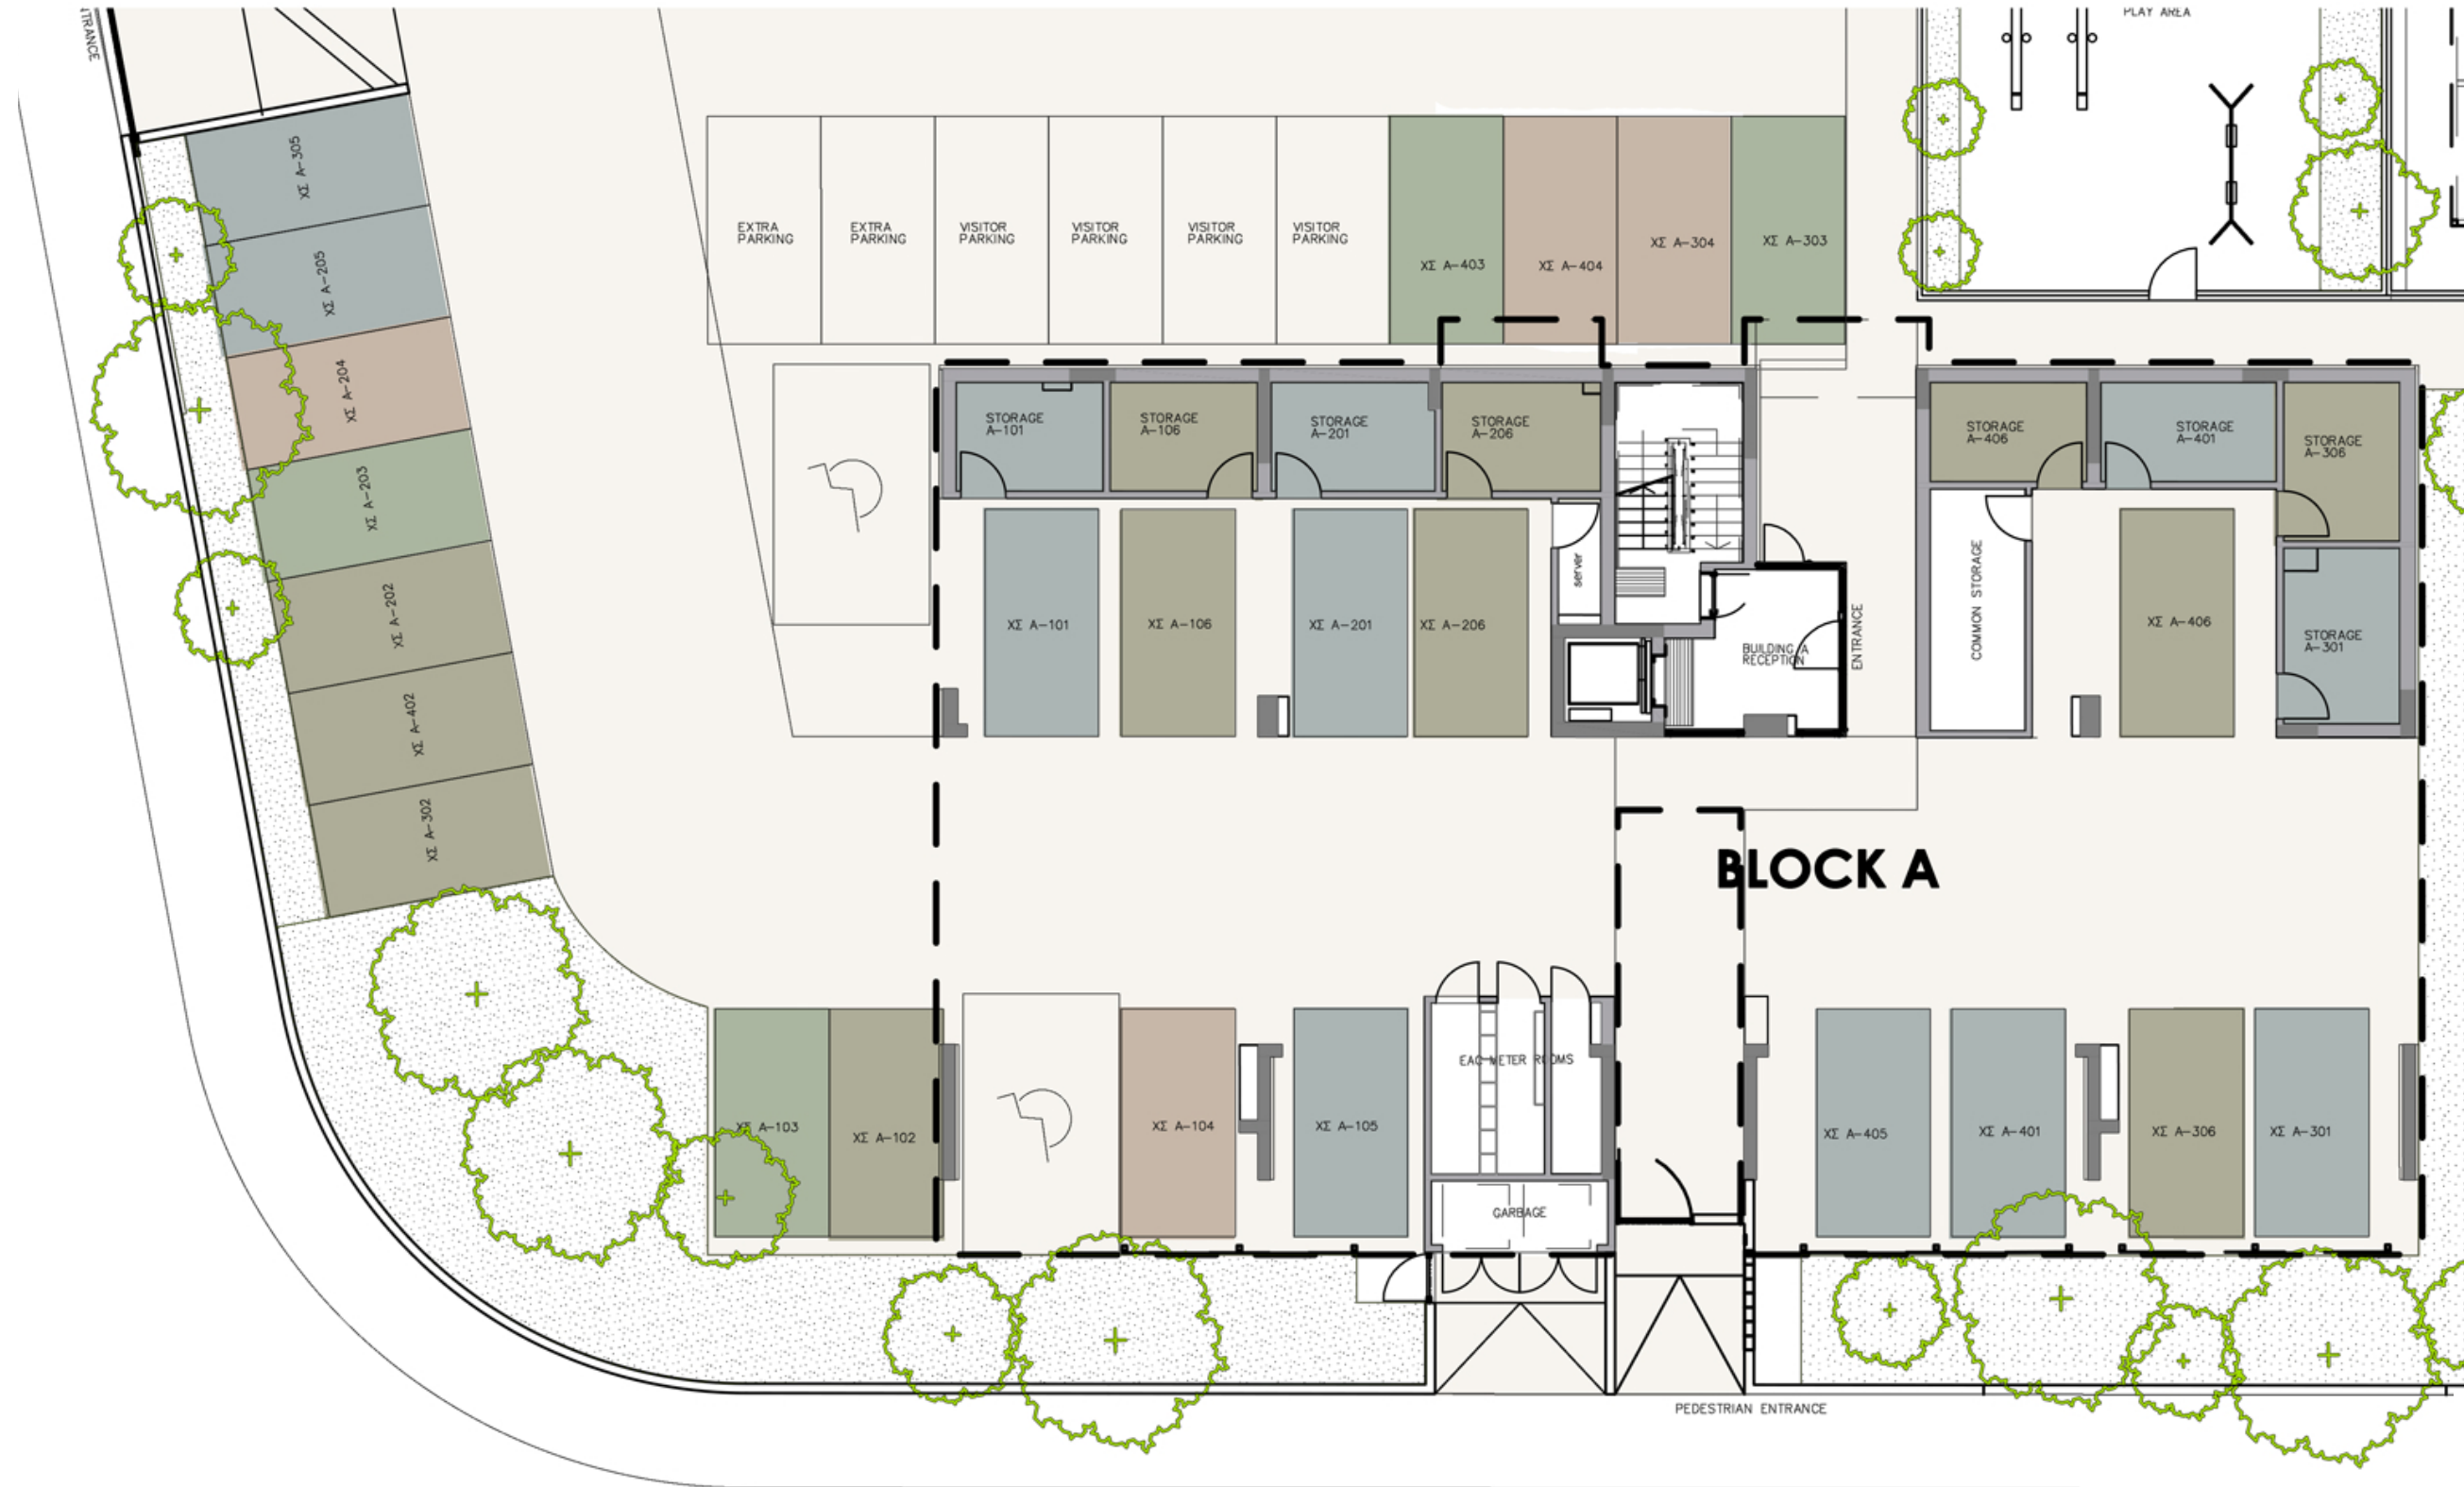 PLAY AREA
ENTRANCE
EXTRA
PARKING
EXTRA
PARKING
VISITOR
PARKING
VISITOR
PARKING
VISITOR
PARKING
VISITOR
PARKING
ΧΣ A-403
ΧΣ A-404
ΧΣ A-304
ΧΣ A-303
ΧΣ A-305
ΧΣ A-205
ΧΣ A-204
ΧΣ A-203
ΧΣ A-202
ΧΣ A-402
ΧΣ A-302
STORAGE
A-101
STORAGE
A-106
STORAGE
A-201
STORAGE
A-206
STORAGE
A-406
STORAGE
A-401
STORAGE
A-306
ΧΣ A-101
ΧΣ A-106
ΧΣ A-201
ΧΣ A-206
server
BUILDING A
RECEPTION
ENTRANCE
COMMON STORAGE
ΧΣ A-406
STORAGE
A-301
BLOCK A
ΧΣ A-103
ΧΣ A-102
ΧΣ A-104
ΧΣ A-105
EAC METER ROOMS
GARBAGE
ΧΣ A-405
ΧΣ A-401
ΧΣ A-306
ΧΣ A-301
PEDESTRIAN ENTRANCE